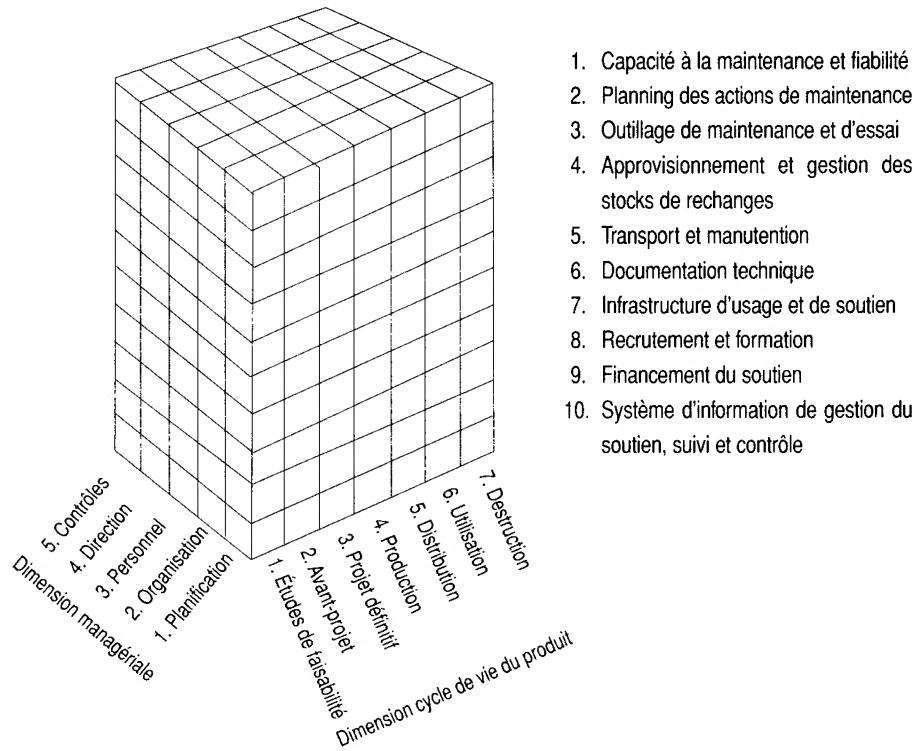 1. Capacité à la maintenance et fiabilité
2. Planning des actions de maintenance
3. Outillage de maintenance et d'essai
4. Approvisionnement et gestion des
stocks de rechanges
5. Transport et manutention
6. Documentation technique
7. Infrastructure d'usage et de soutien
8. Recrutement et formation
9. Financement du soutien
10. Système d'information de gestion du
soutien, suivi et contrôle
5. Contrôles
4. Direction
3. Personnel
2. Organisation
1. Planification
Dimension managériale
1. Études de faisabilité
2. Avant-projet
3. Projet définitif
4. Production
5. Distribution
6. Utilisation
7. Destruction
Dimension cycle de vie du produit